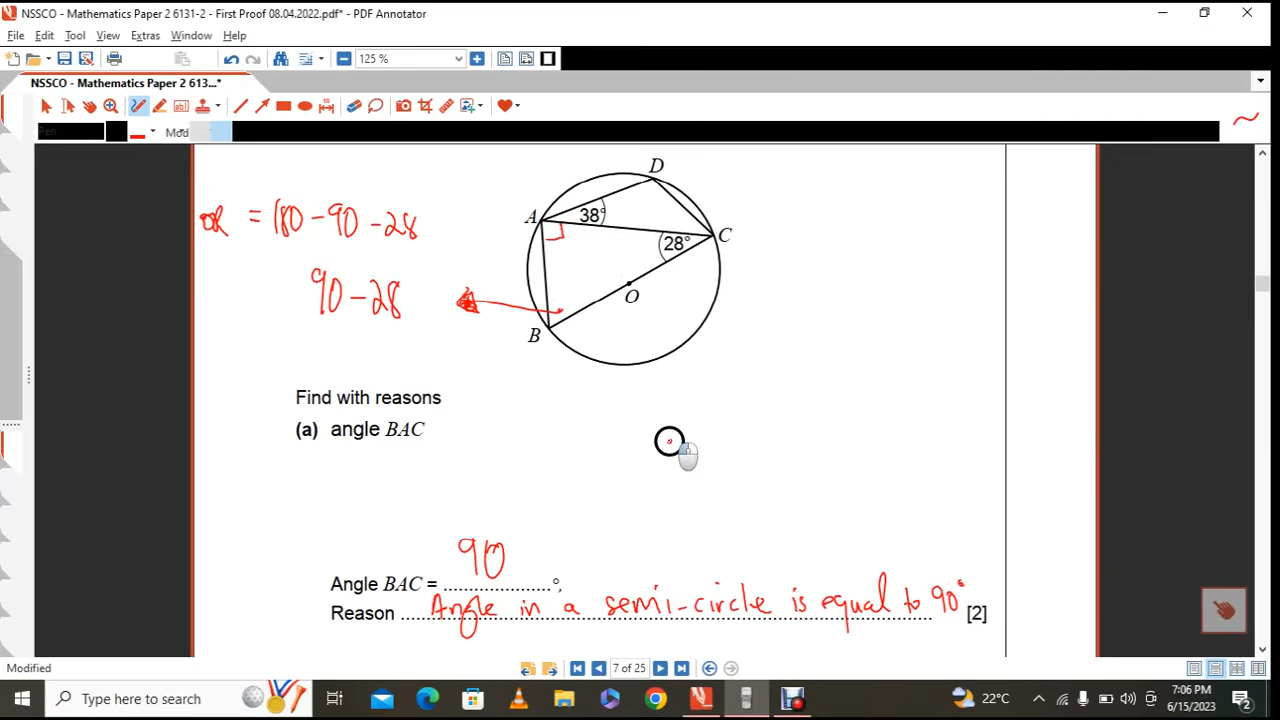 NSSCO - Mathematics Paper 2 6131-2 - First Proof 08.04.2022.pdf* - PDF Annotator
File Edit Tool View Extras Window Help
125 %
NSSCO - Mathematics Paper 2 613...*
Pen
D
A
38°
C
28°
O
B
OR = 180 - 90 - 28
90 - 28
Find with reasons
(a) angle BAC
90
Angle BAC = ....................°,
Reason Angle in a semi-circle is equal to 90° [2]
Modified
7 of 25
Type here to search
22°C
7:06 PM
6/15/2023
2